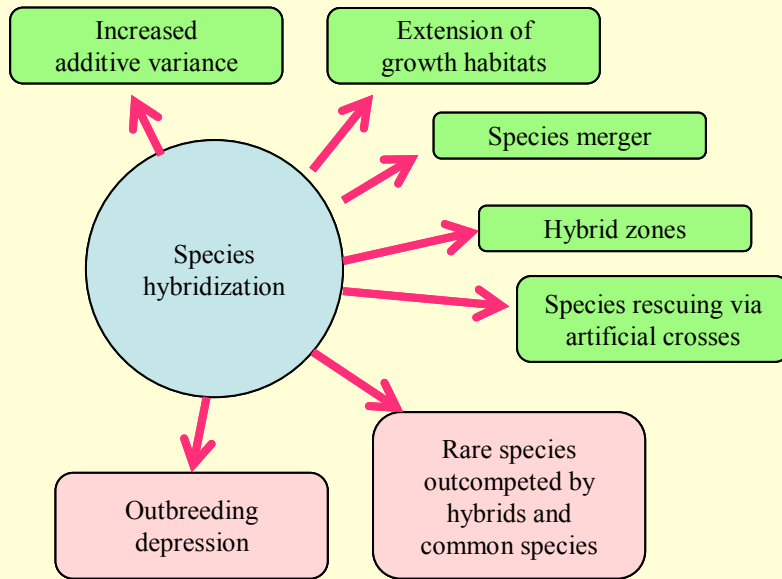 Increased
additive variance
Extension of
growth habitats
Species merger
Species
hybridization
Hybrid zones
Species rescuing via
artificial crosses
Rare species
outcompeted by
hybrids and
common species
Outbreeding
depression